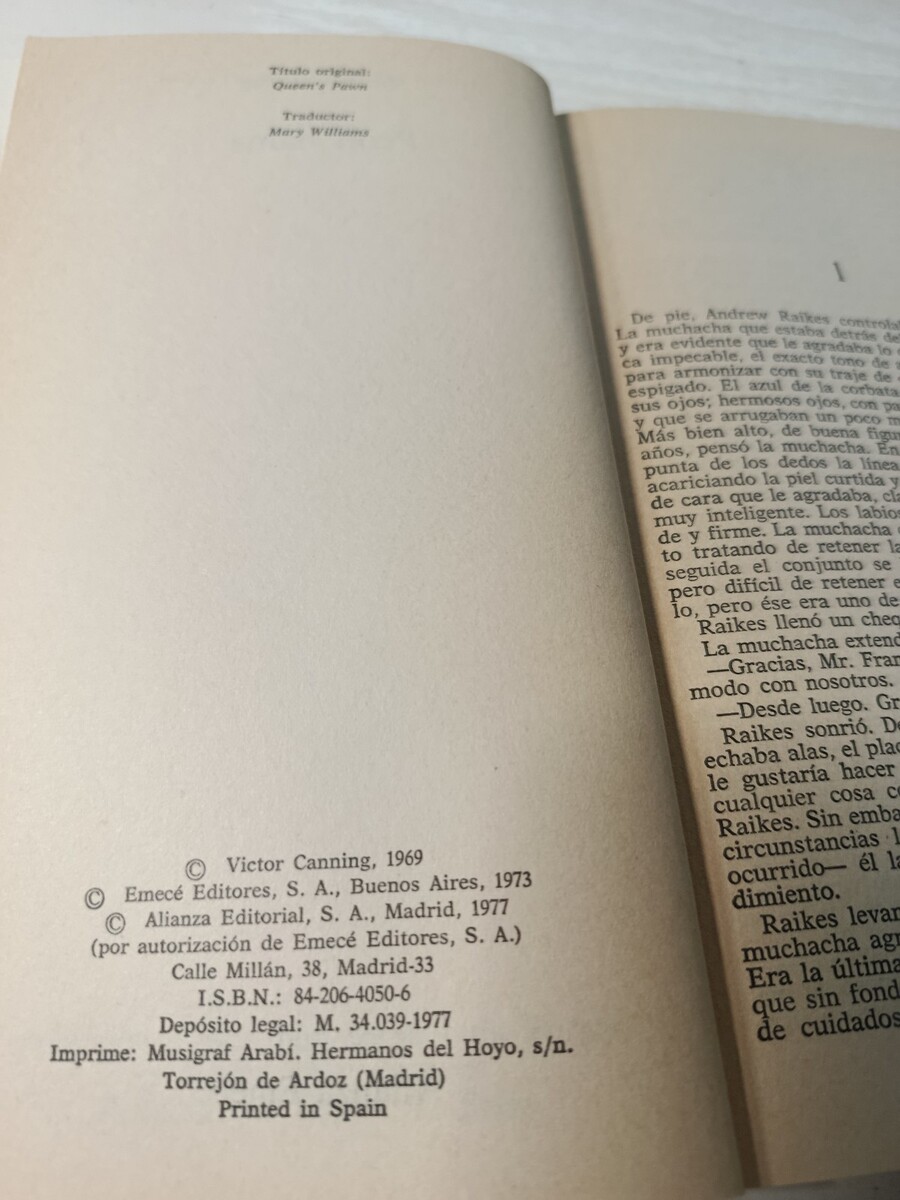 Título original:
Queen's Pawn
Traductor:
Mary Williams
© Victor Canning, 1969
© Emecé Editores, S. A., Buenos Aires, 1973
© Alianza Editorial, S. A., Madrid, 1977
(por autorización de Emecé Editores, S. A.)
Calle Millán, 38, Madrid-33
I.S.B.N.: 84-206-4050-6
Depósito legal: M. 34.039-1977
Imprime: Musigraf Arabí. Hermanos del Hoyo, s/n.
Torrejón de Ardoz (Madrid)
Printed in Spain
1
De pie, Andrew Raikes
La muchacha que estaba detrás
y era evidente que le agradaba lo
ca impecable, el exacto tono de
para armonizar con su traje de
espigado. El azul de la corbata
sus ojos; hermosos ojos, con
y que se arrugaban un poco
Más bien alto, de buena
años, pensó la muchacha.
punta de los dedos la línea
acariciando la piel curtida y
de cara que le agradaba,
muy inteligente. Los
de y firme. La muchacha
to tratando de retener
seguida el conjunto se
pero difícil de retener
lo, pero ése era uno de
Raikes llenó un
La muchacha
—Gracias, Mr.
modo con nosotros.
—Desde luego.
Raikes sonrió.
echaba alas, el
le gustaría hacer
cualquier cosa
Raikes. Sin
circunstancias
ocurrido— él
dimiento.
Raikes
muchacha
Era la última
que sin
de cuidados